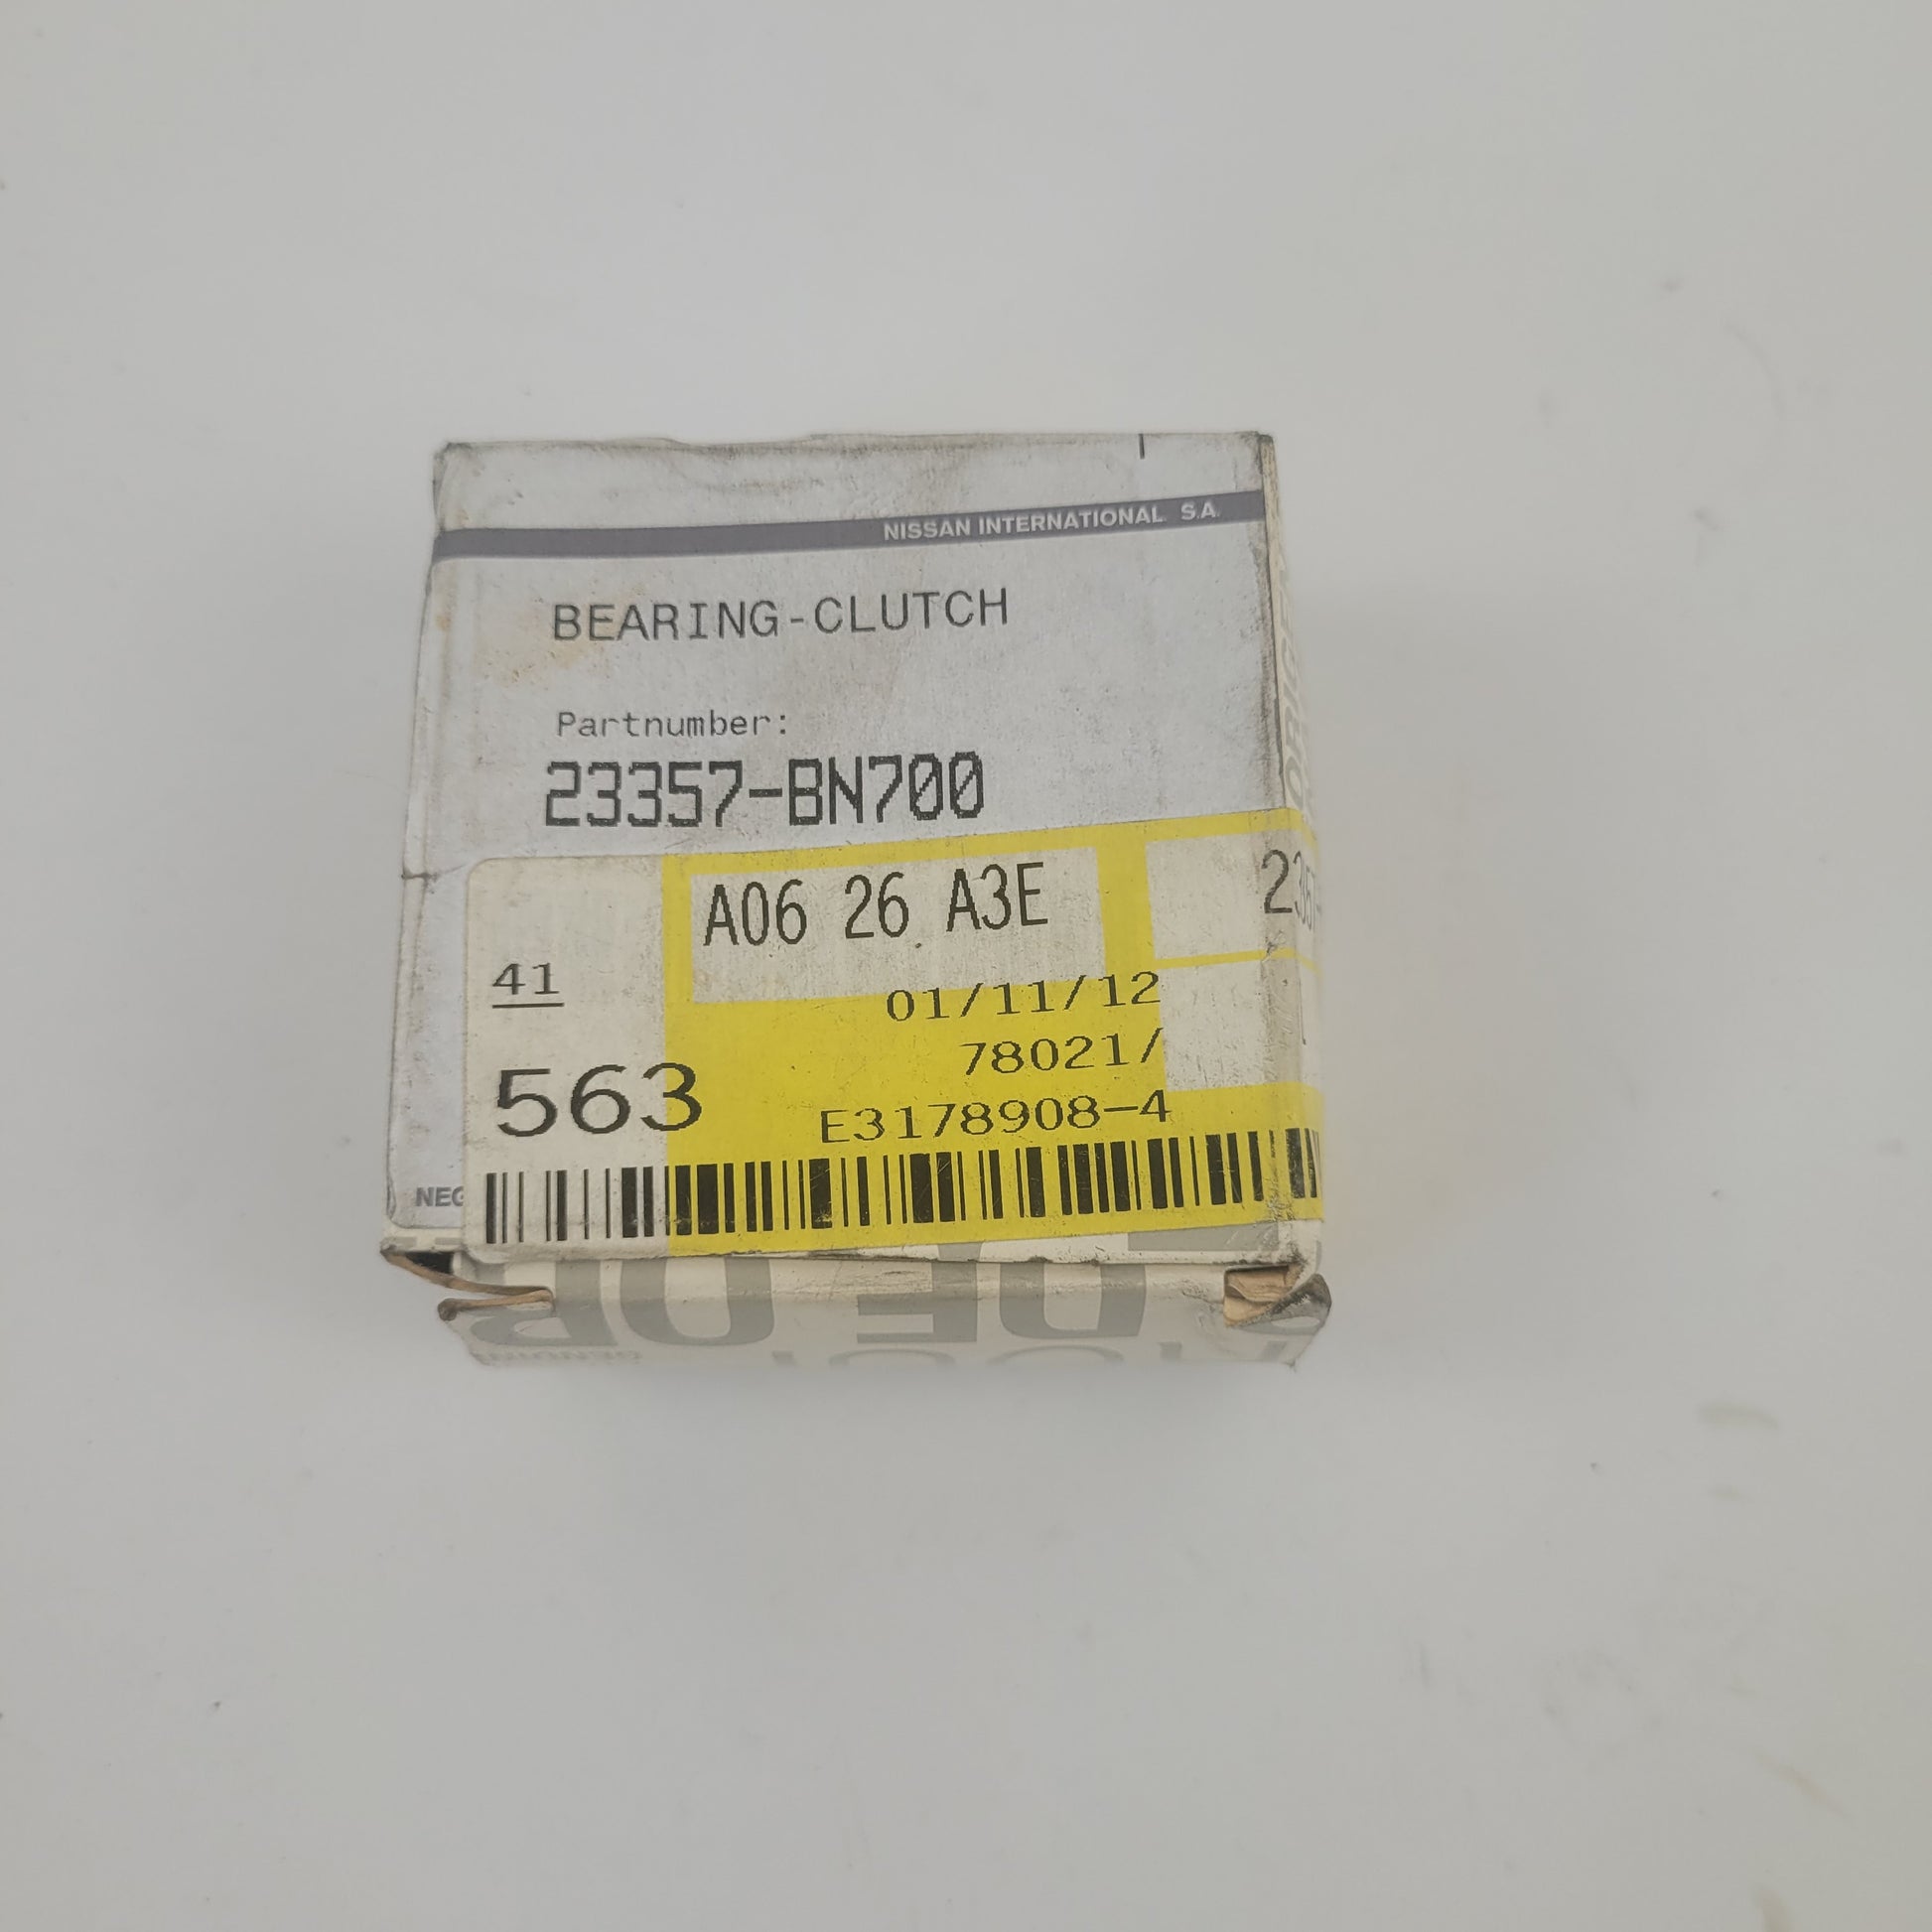 NISSAN INTERNATIONAL S.A.
BEARING-CLUTCH
Partnumber:
23357-BN700
A06 26 A3E
41
01/11/12
78021/
563
E3178908-4